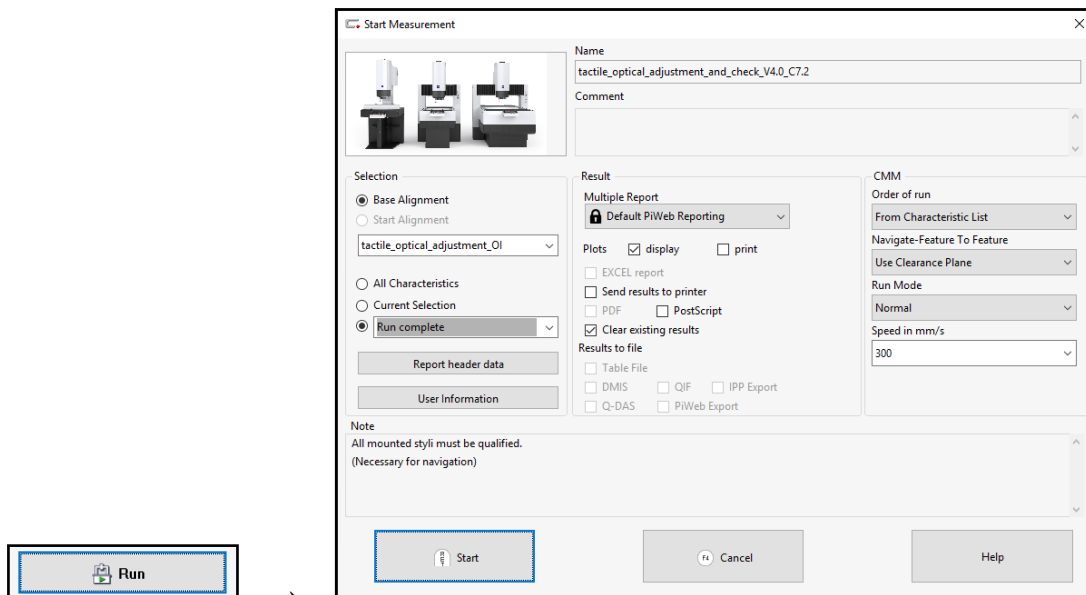 Start Measurement
Name
tactile_optical_adjustment_and_check_V4.0_C7.2
Comment
Selection
Base Alignment
Start Alignment
tactile_optical_adjustment_OI
All Characteristics
Current Selection
Run complete
Report header data
User Information
Result
Multiple Report
Default PiWeb Reporting
Plots display print
EXCEL report
Send results to printer
PDF PostScript
Clear existing results
Results to file
Table File
DMIS QIF IPP Export
Q-DAS PiWeb Export
CMM
Order of run
From Characteristic List
Navigate-Feature To Feature
Use Clearance Plane
Run Mode
Normal
Speed in mm/s
300
Note
All mounted styli must be qualified.
(Necessary for navigation)
Start
F4 Cancel
Help
Run